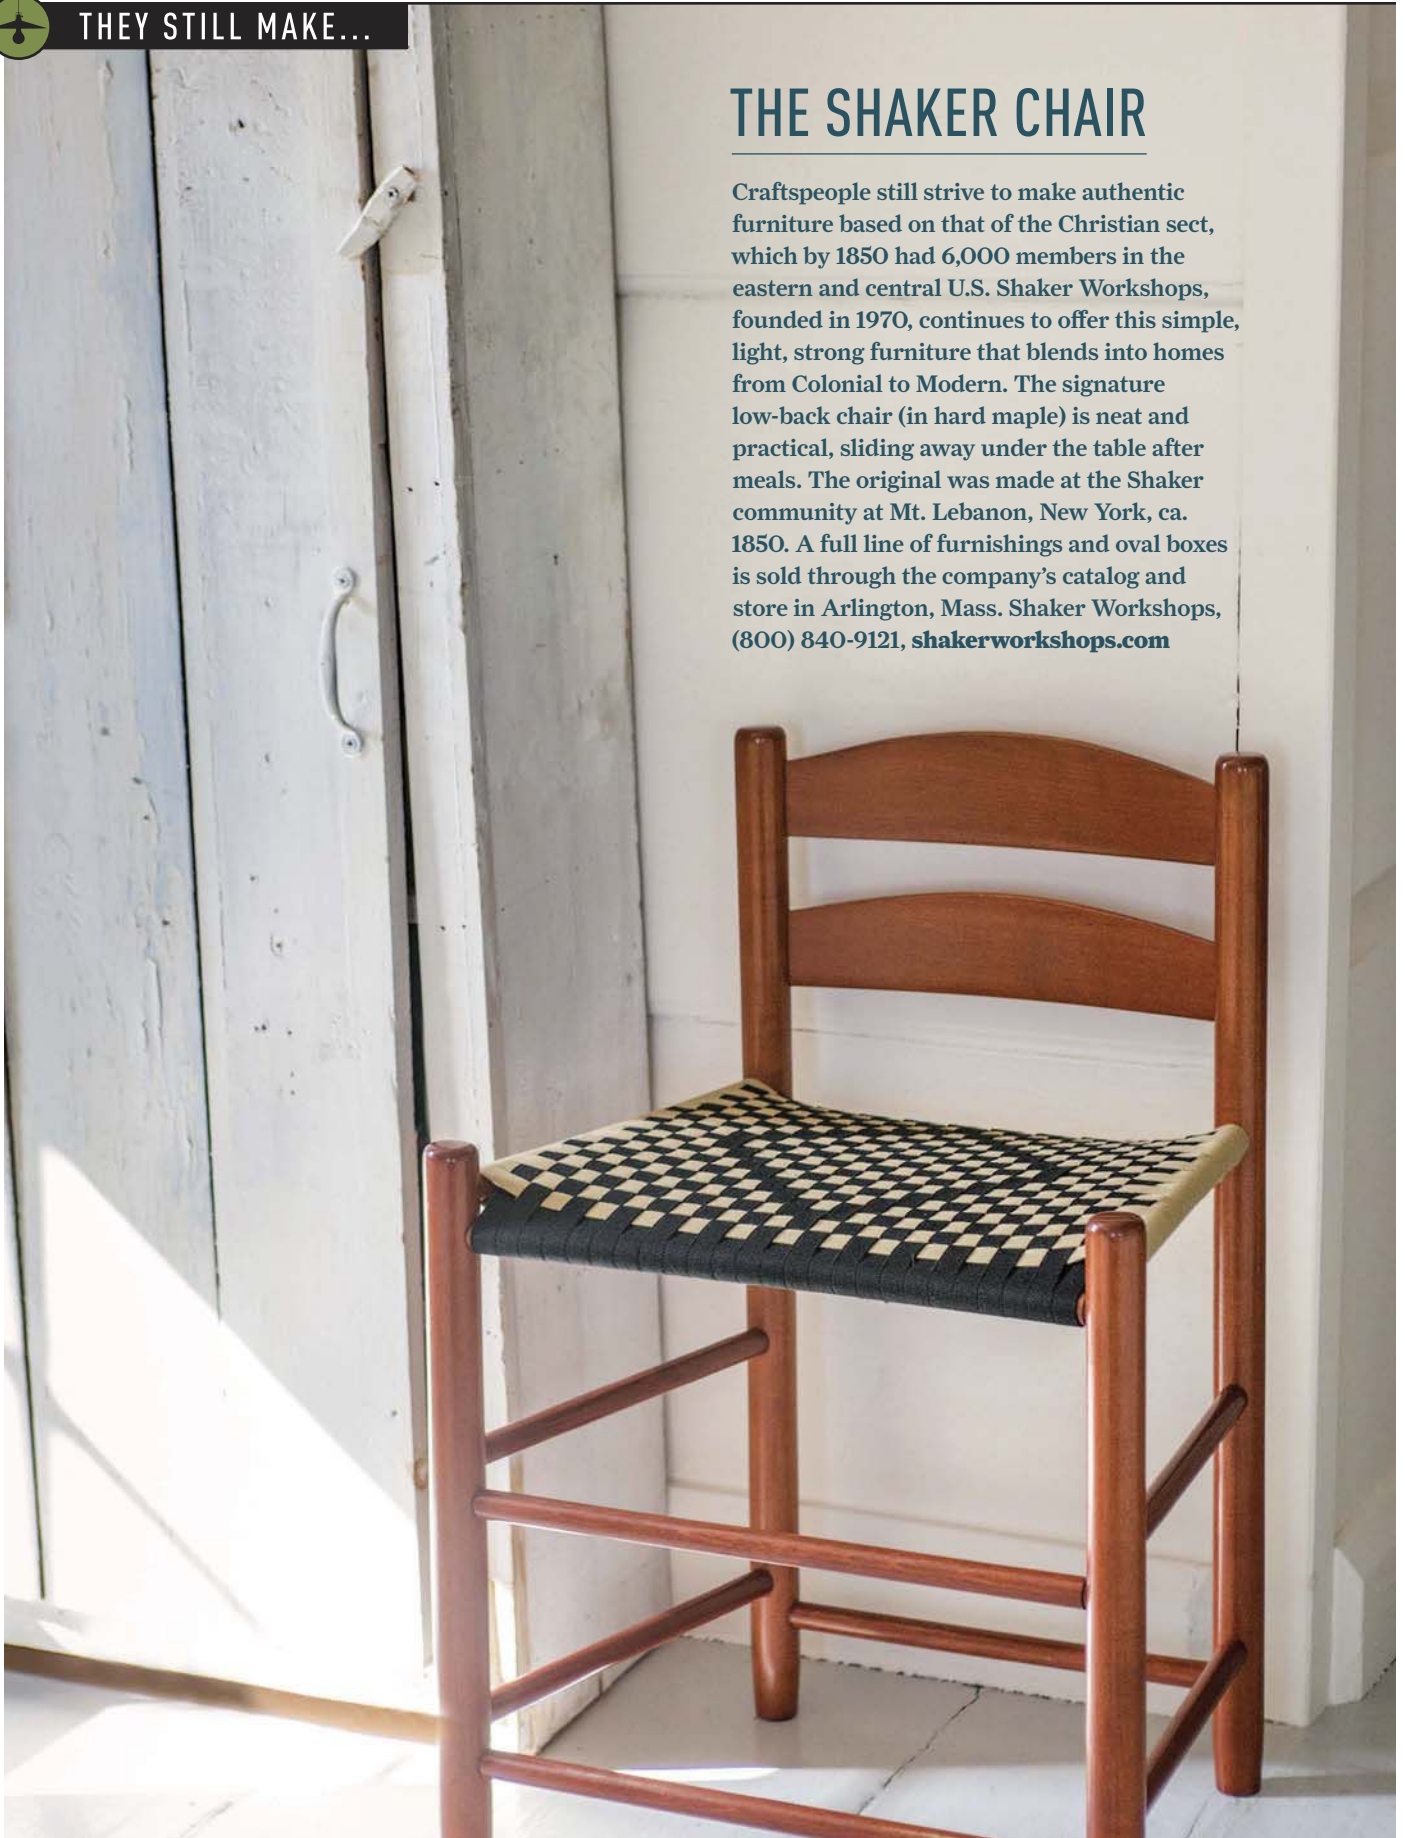 THEY STILL MAKE...
THE SHAKER CHAIR
Craftspeople still strive to make authentic
furniture based on that of the Christian sect,
which by 1850 had 6,000 members in the
eastern and central U.S. Shaker Workshops,
founded in 1970, continues to offer this simple,
light, strong furniture that blends into homes
from Colonial to Modern. The signature
low-back chair (in hard maple) is neat and
practical, sliding away under the table after
meals. The original was made at the Shaker
community at Mt. Lebanon, New York, ca.
1850. A full line of furnishings and oval boxes
is sold through the company’s catalog and
store in Arlington, Mass. Shaker Workshops,
(800) 840-9121, shakerworkshops.com